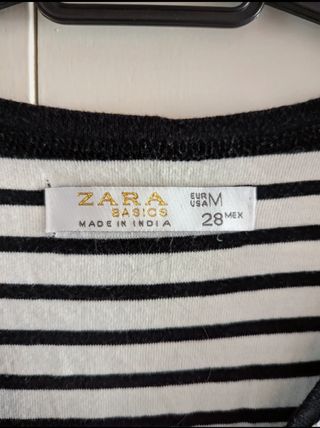 ZARA
BASICS
MADE IN INDIA
EUR USA M
28 MEX